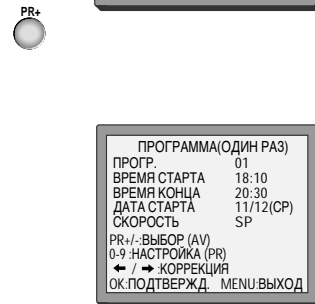 PR+
ПРОГРАММА(ОДИН РАЗ)
ПРОГР. 01
ВРЕМЯ СТАРТА 18:10
ВРЕМЯ КОНЦА 20:30
ДАТА СТАРТА 11/12(СР)
СКОРОСТЬ SP
PR+/-:ВЫБОР (AV)
0-9 :НАСТРОЙКА (PR)
← / → :КОРРЕКЦИЯ
OK:ПОДТВЕРЖД. MENU:ВЫХОД